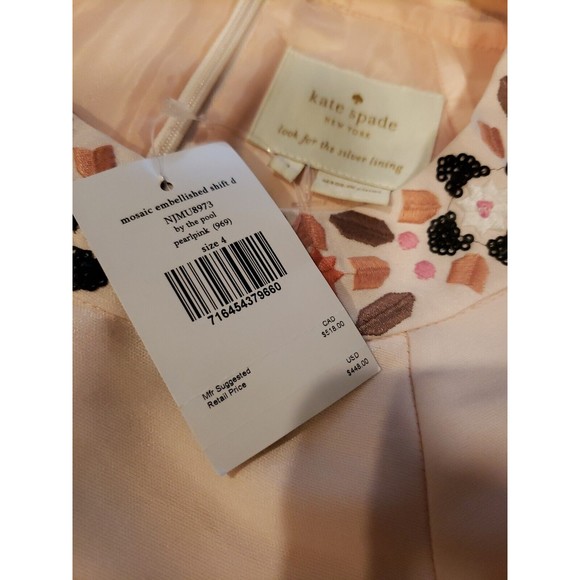 kate spade
NEW YORK
look for the silver lining
mosaic embellished shift d
NJMU8973
by the pool
pearlpink (969)
size 4
716454379660
CAD
$518.00
USD
$448.00
Mfr Suggested
Retail Price